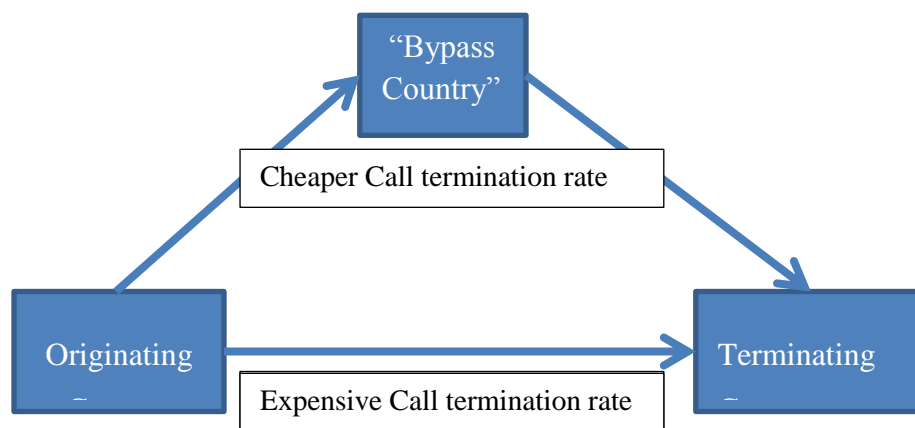 “Bypass
Country”
Cheaper Call termination rate
Originating
Terminating
Expensive Call termination rate